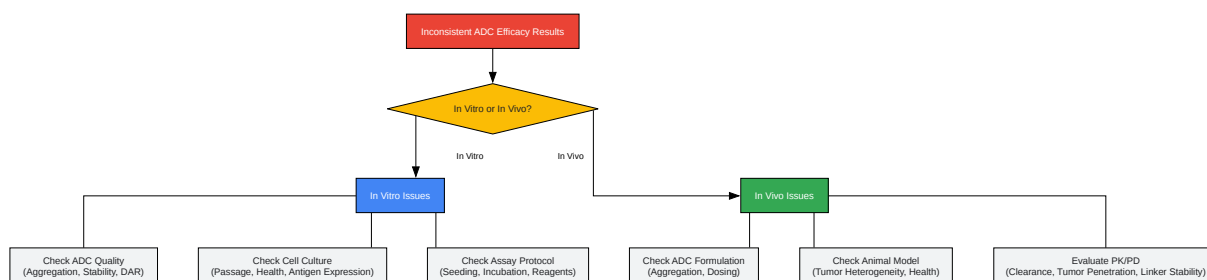 Inconsistent ADC Efficacy Results
In Vitro or In Vivo?
In Vitro
In Vivo
In Vitro Issues
In Vivo Issues
Check ADC Quality
(Aggregation, Stability, DAR)
Check Cell Culture
(Passage, Health, Antigen Expression)
Check Assay Protocol
(Seeding, Incubation, Reagents)
Check ADC Formulation
(Aggregation, Dosing)
Check Animal Model
(Tumor Heterogeneity, Health)
Evaluate PK/PD
(Clearance, Tumor Penetration, Linker Stability)